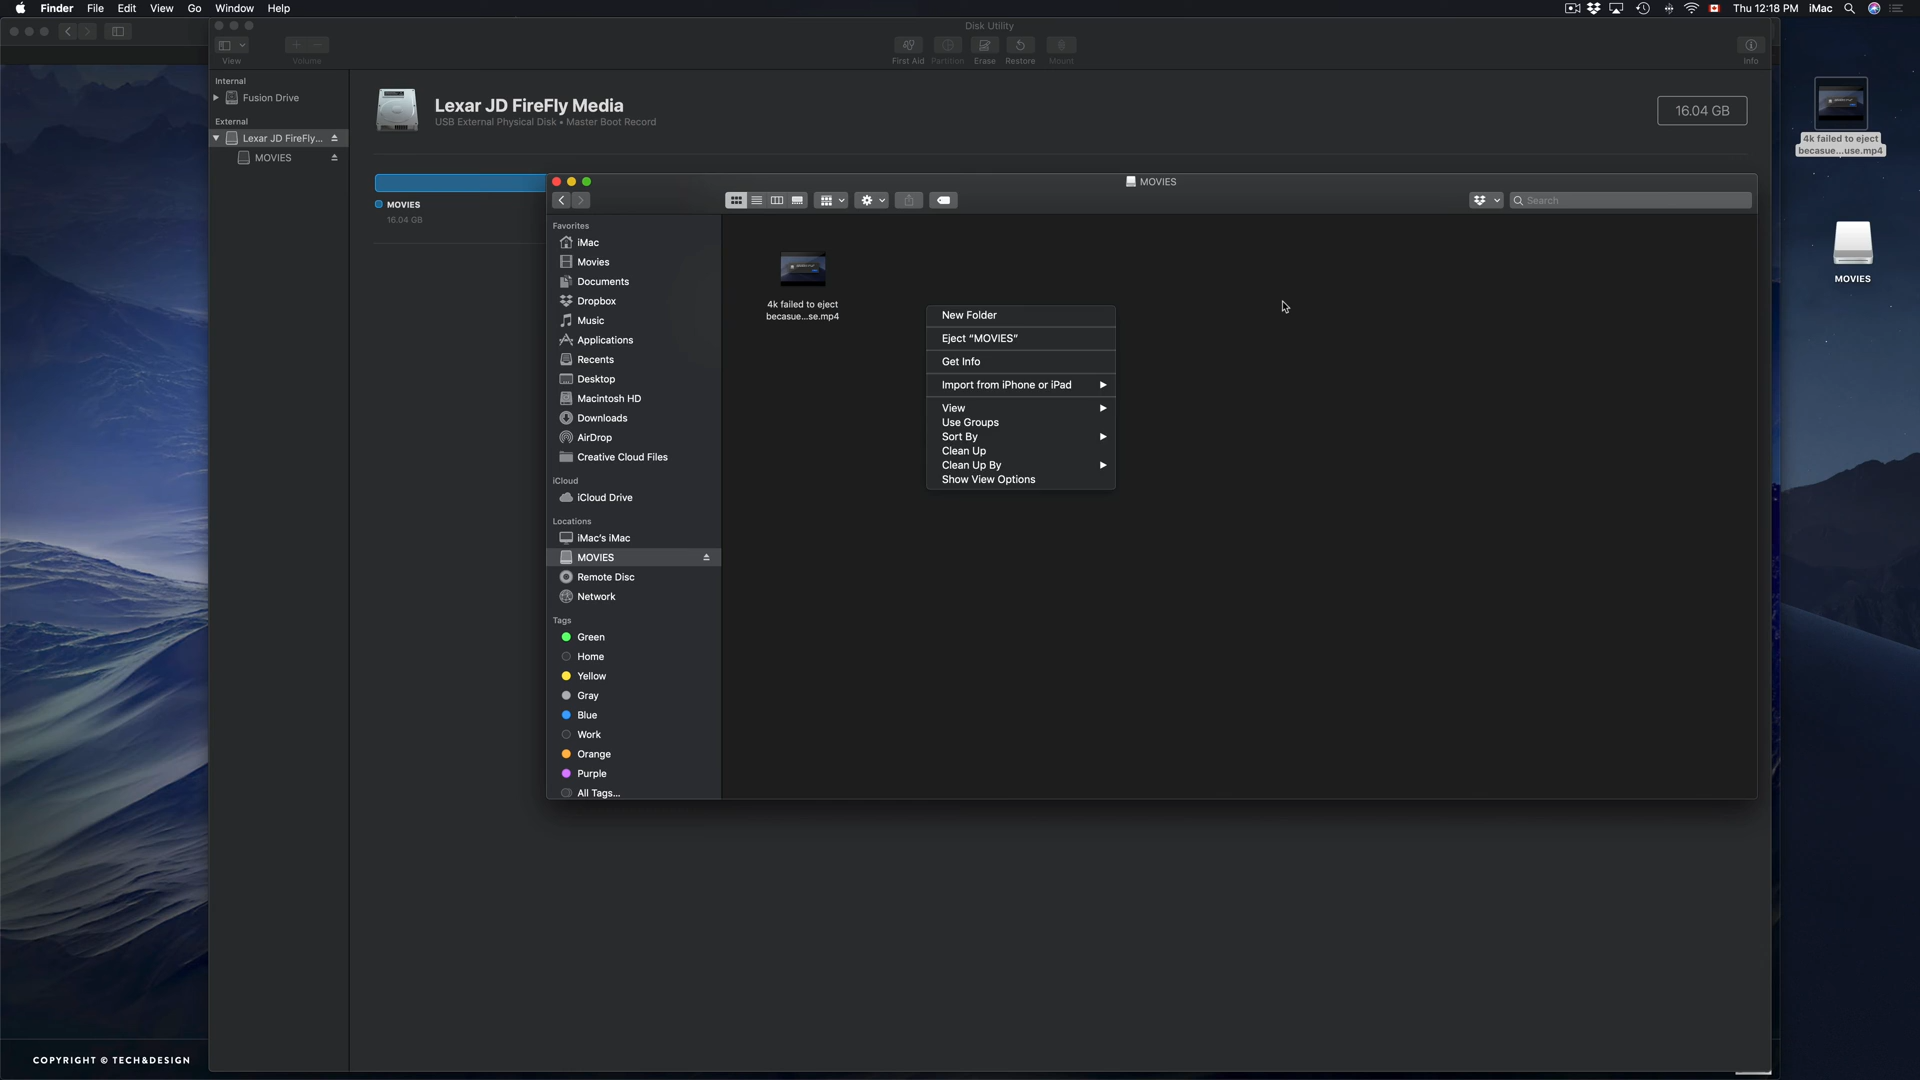 Finder File Edit View Go Window Help
Thu 12:18 PM iMac
Disk Utility
View
Volume
First Aid Partition Erase Restore Mount
Info
Internal
Fusion Drive
External
Lexar JD FireFly...
MOVIES
Lexar JD FireFly Media
USB External Physical Disk • Master Boot Record
16.04 GB
MOVIES
16.04 GB
MOVIES
Search
Favorites
iMac
Movies
Documents
Dropbox
Music
Applications
Recents
Desktop
Macintosh HD
Downloads
AirDrop
Creative Cloud Files
iCloud
iCloud Drive
Locations
iMac's iMac
MOVIES
Remote Disc
Network
Tags
Green
Home
Yellow
Gray
Blue
Work
Orange
Purple
All Tags...
4k failed to eject
becasue...se.mp4
New Folder
Eject “MOVIES”
Get Info
Import from iPhone or iPad
View
Use Groups
Sort By
Clean Up
Clean Up By
Show View Options
4k failed to eject
becasue...use.mp4
MOVIES
COPYRIGHT © TECH&DESIGN